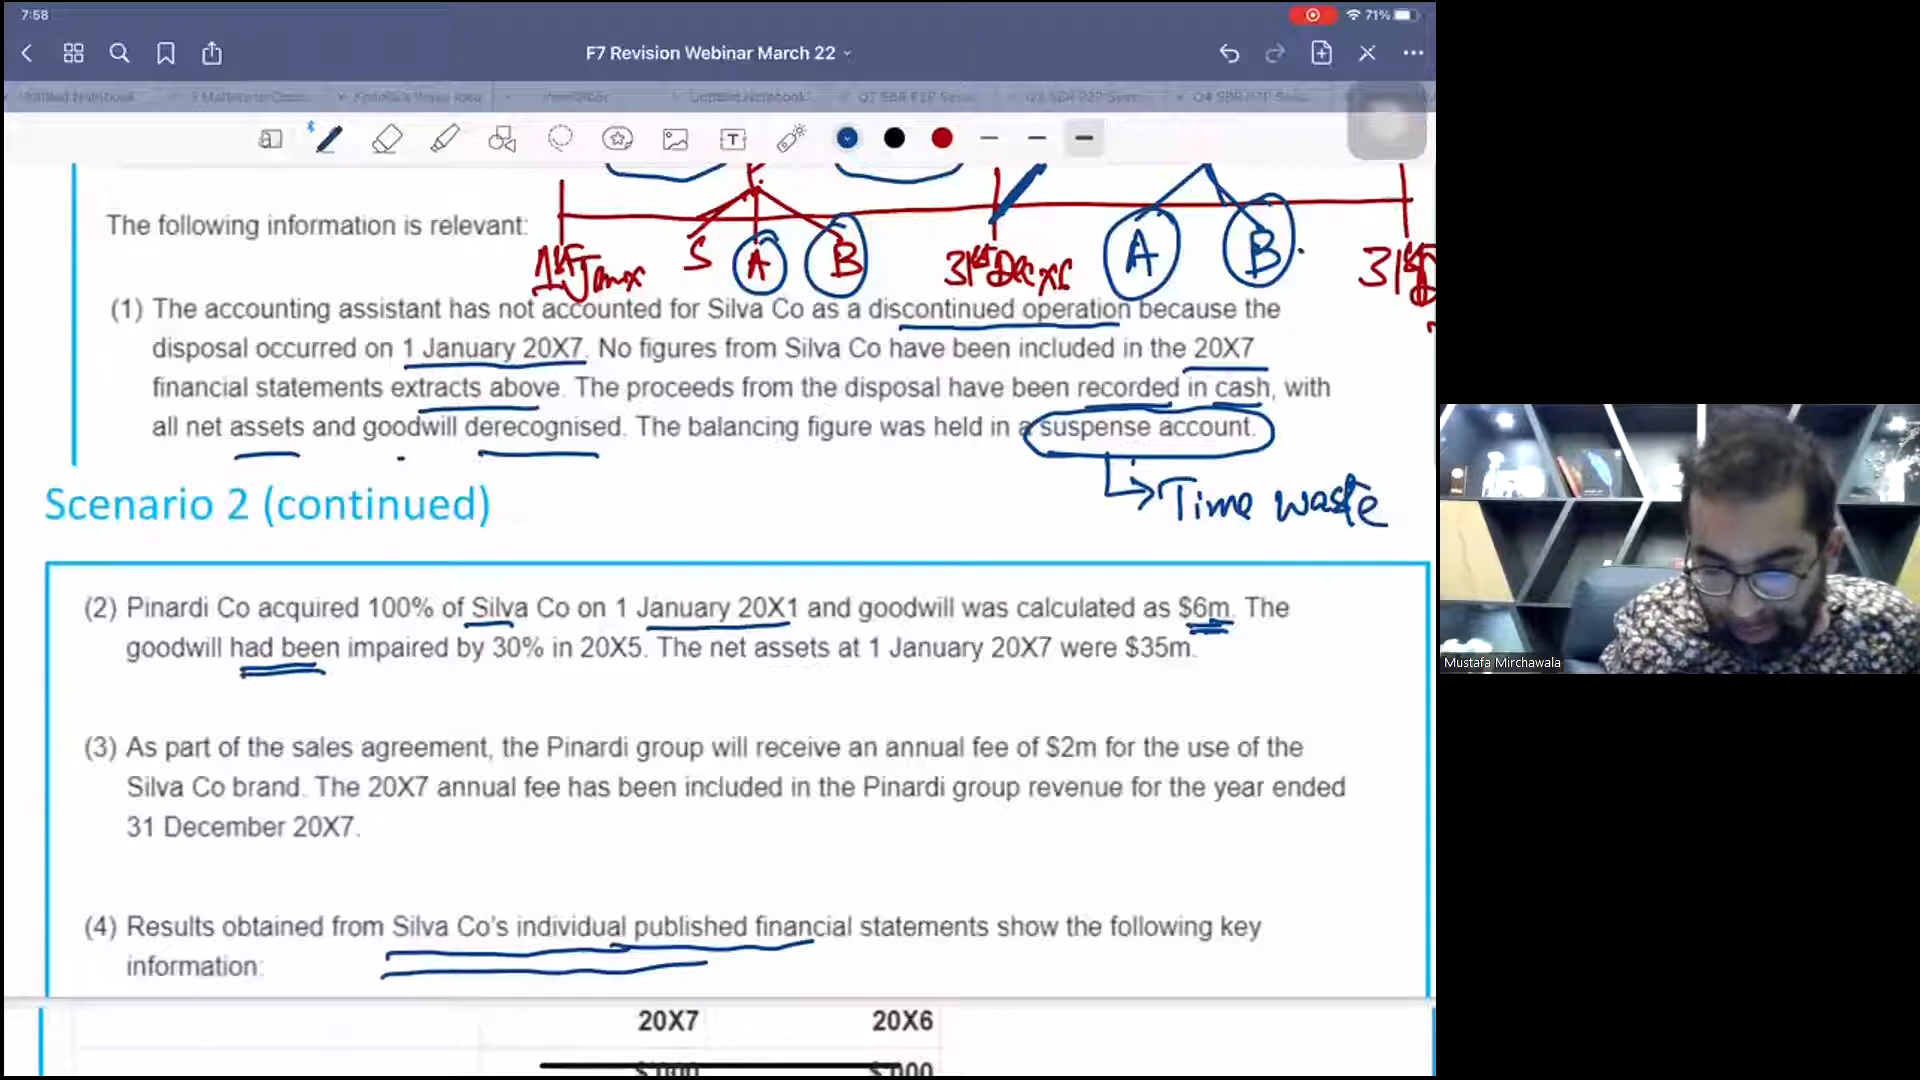 7:58
71%
F7 Revision Webinar March 22
Untitled Notebook
Untitled Notebook
The following information is relevant:
S A B
A B
31st Dec
(1) The accounting assistant has not accounted for Silva Co as a discontinued operation because the
disposal occurred on 1 January 20X7. No figures from Silva Co have been included in the 20X7
financial statements extracts above. The proceeds from the disposal have been recorded in cash, with
all net assets and goodwill derecognised. The balancing figure was held in a suspense account.
Time waste
Scenario 2 (continued)
(2) Pinardi Co acquired 100% of Silva Co on 1 January 20X1 and goodwill was calculated as $6m. The
goodwill had been impaired by 30% in 20X5. The net assets at 1 January 20X7 were $35m.
(3) As part of the sales agreement, the Pinardi group will receive an annual fee of $2m for the use of the
Silva Co brand. The 20X7 annual fee has been included in the Pinardi group revenue for the year ended
31 December 20X7.
(4) Results obtained from Silva Co's individual published financial statements show the following key
information:
20X7 20X6
Mustafa Mirchawala